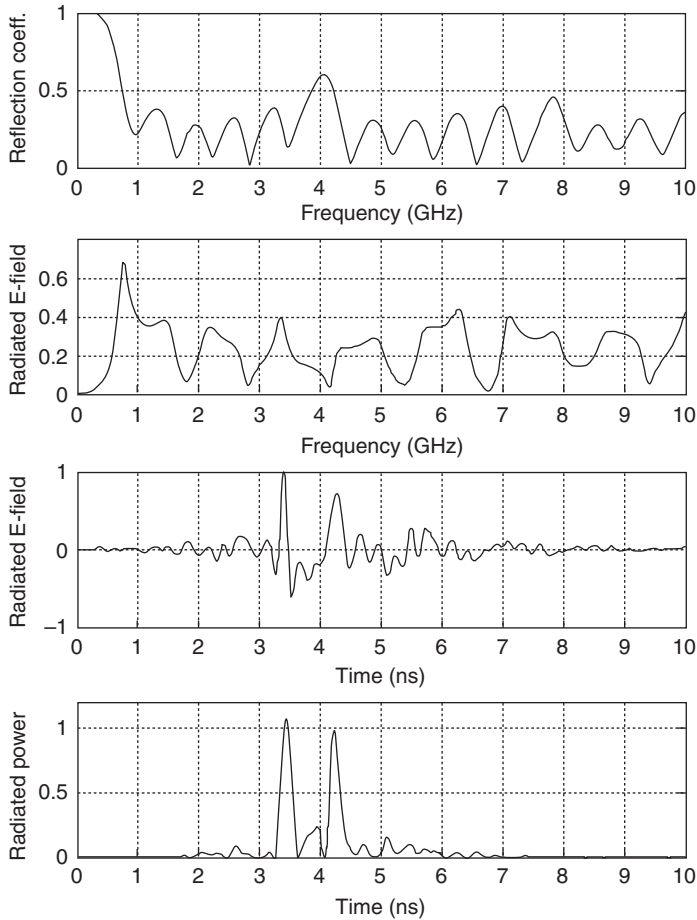 Reflection coeff.
1
0.5
0
0 1 2 3 4 5 6 7 8 9 10
Frequency (GHz)
Radiated E-field
0.6
0.4
0.2
0
0 1 2 3 4 5 6 7 8 9 10
Frequency (GHz)
Radiated E-field
1
0
−1
0 1 2 3 4 5 6 7 8 9 10
Time (ns)
Radiated power
1
0.5
0
0 1 2 3 4 5 6 7 8 9 10
Time (ns)